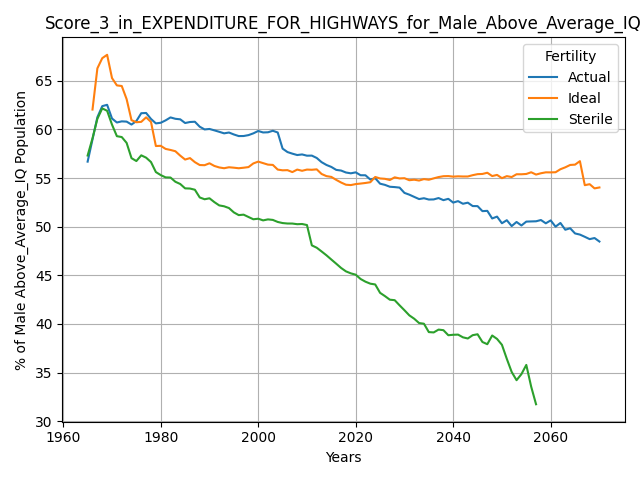 Score_3_in_EXPENDITURE_FOR_HIGHWAYS_for_Male_Above_Average_IQ
Fertility
Actual
Ideal
Sterile
% of Male Above_Average_IQ Population
65
60
55
50
45
40
35
30
1960
1980
2000
2020
2040
2060
Years